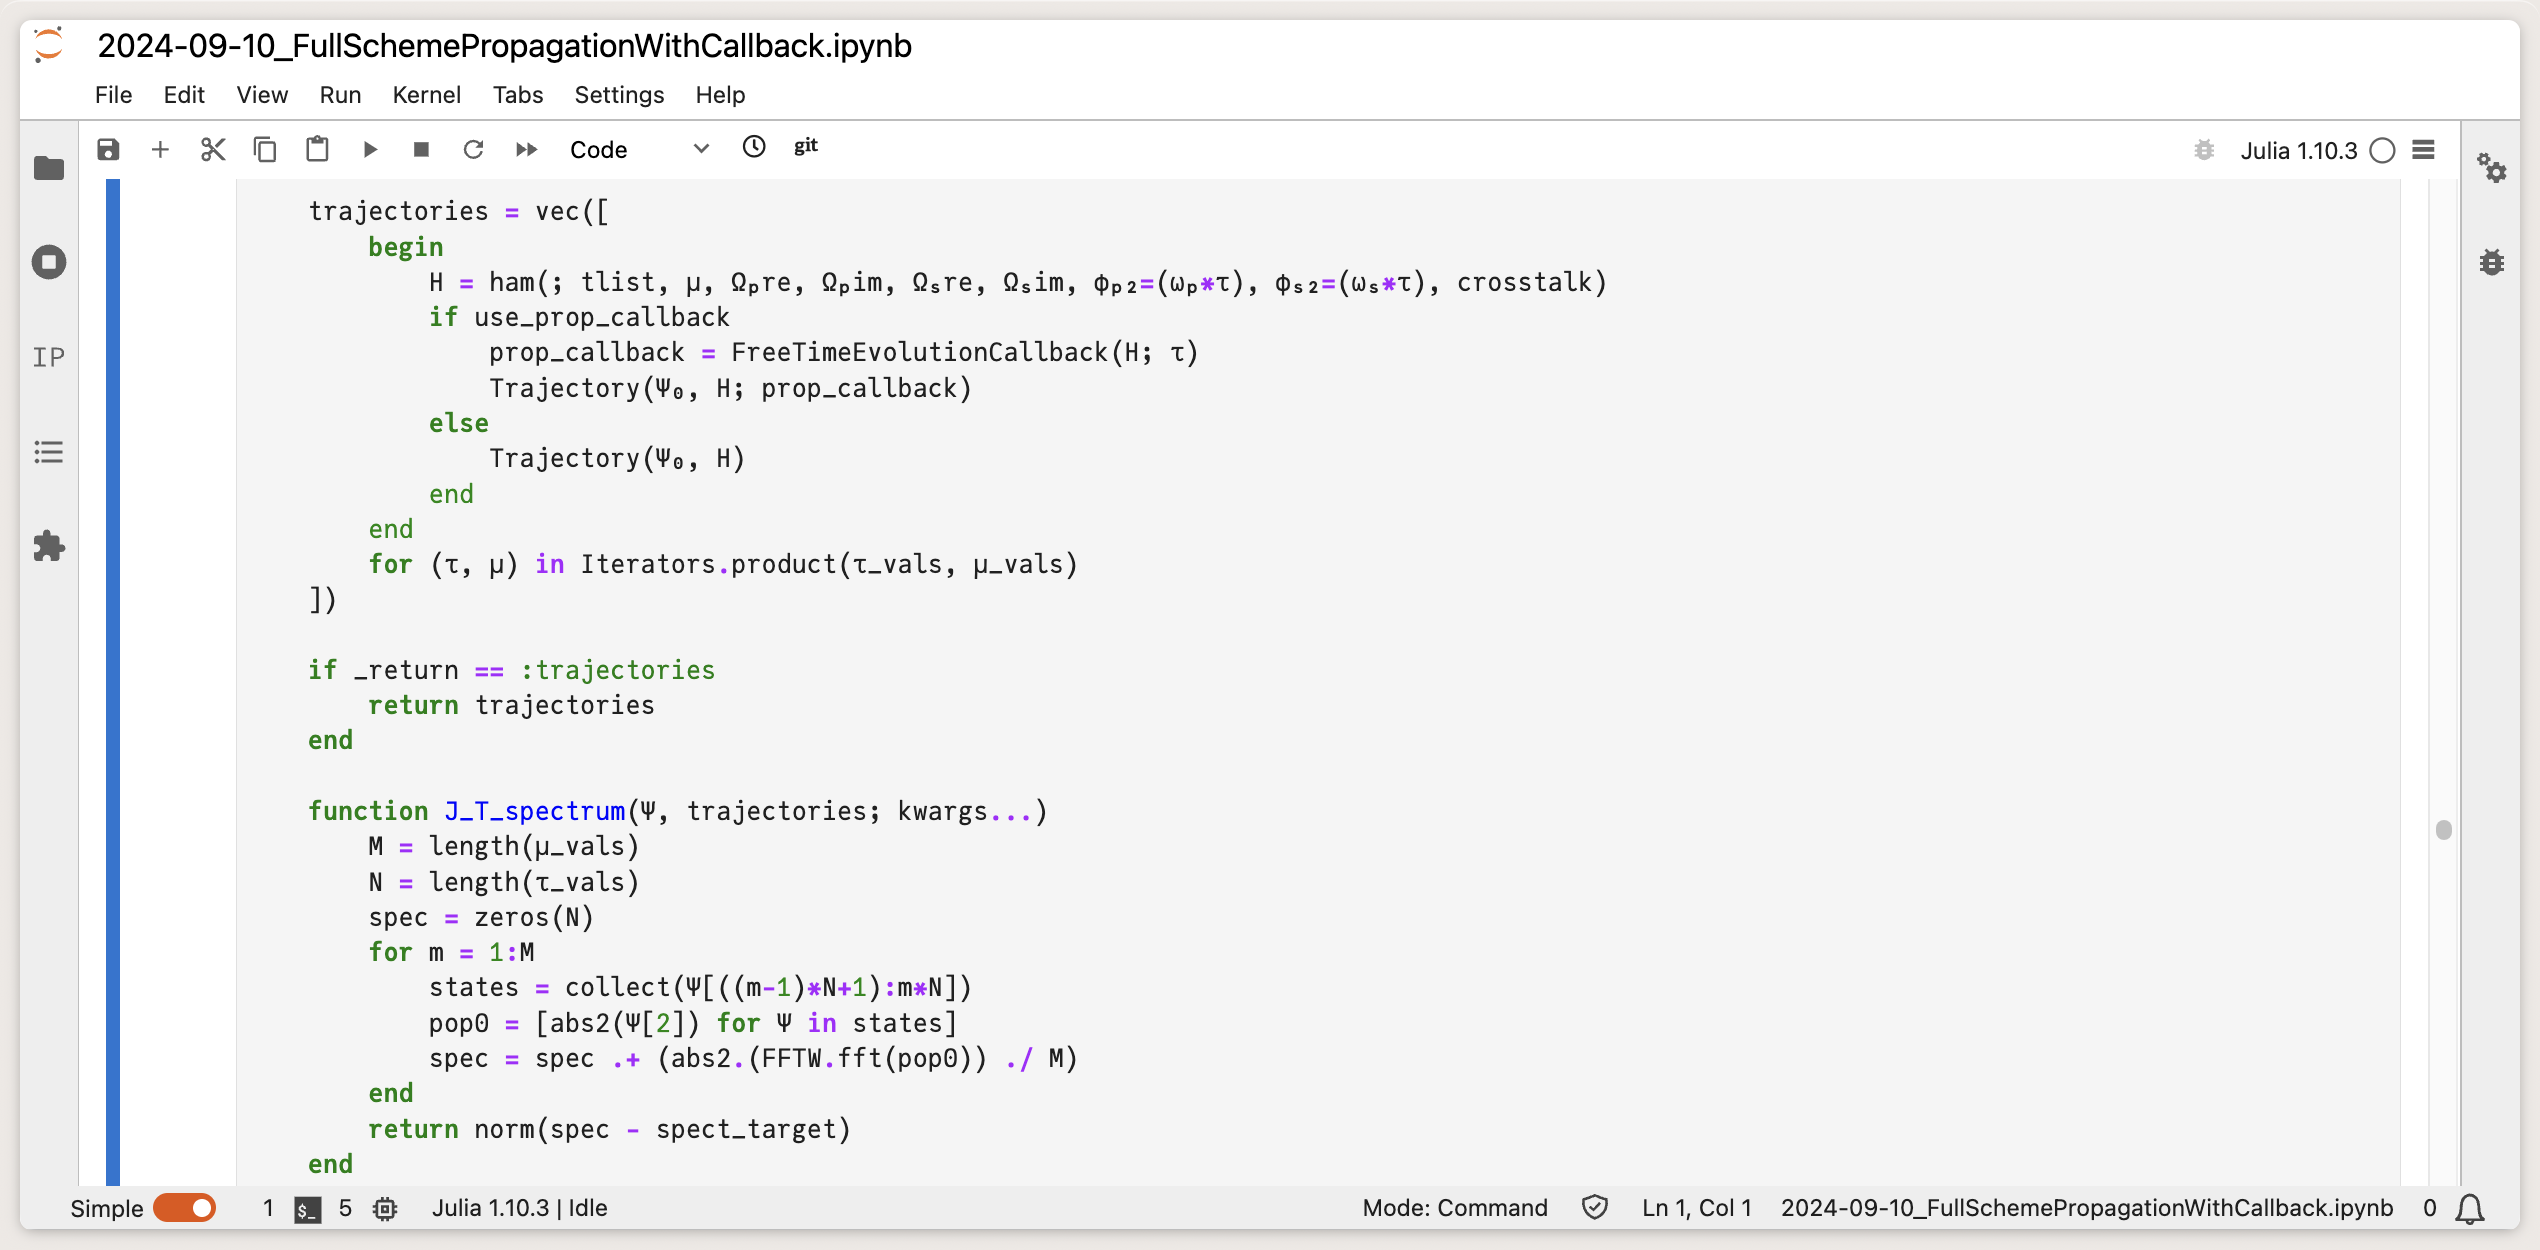 2024-09-10_FullSchemePropagationWithCallback.ipynb
File Edit View Run Kernel Tabs Settings Help
Code git Julia 1.10.3
IP
trajectories = vec([
    begin
        H = ham(; tlist, μ, Ωₚre, Ωₚim, Ωₛre, Ωₛim, ϕₚ₂=(ωₚ*τ), ϕₛ₂=(ωₛ*τ), crosstalk)
        if use_prop_callback
            prop_callback = FreeTimeEvolutionCallback(H; τ)
            Trajectory(Ψ₀, H; prop_callback)
        else
            Trajectory(Ψ₀, H)
        end
    end
    for (τ, μ) in Iterators.product(τ_vals, μ_vals)
])
if _return == :trajectories
    return trajectories
end
function J_T_spectrum(Ψ, trajectories; kwargs...)
    M = length(μ_vals)
    N = length(τ_vals)
    spec = zeros(N)
    for m = 1:M
        states = collect(Ψ[((m-1)*N+1):m*N])
        pop0 = [abs2(Ψ[2]) for Ψ in states]
        spec = spec .+ (abs2.(FFTW.fft(pop0)) ./ M)
    end
    return norm(spec - spect_target)
end
Simple 1 $_ 5 Julia 1.10.3 | Idle Mode: Command Ln 1, Col 1 2024-09-10_FullSchemePropagationWithCallback.ipynb 0